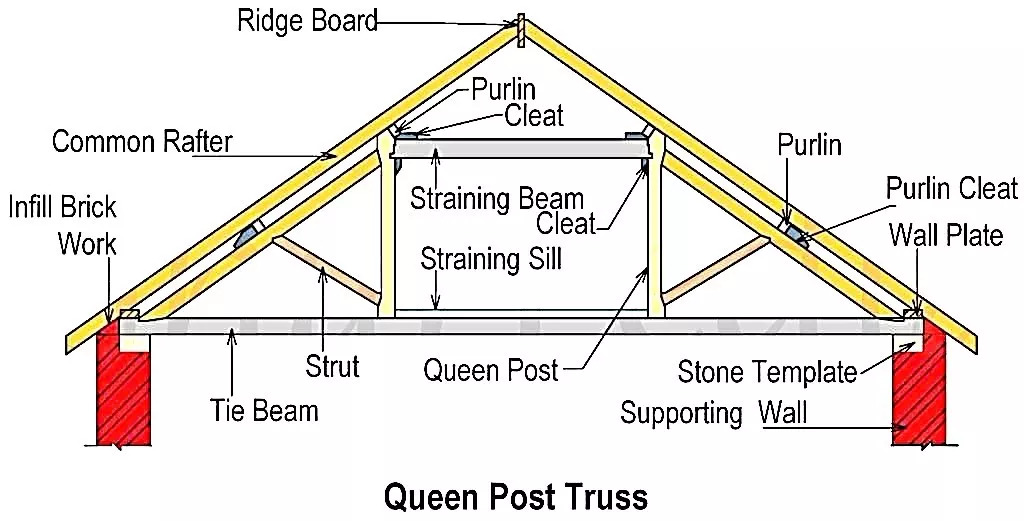 Ridge Board
Purlin
Cleat
Common Rafter
Purlin
Purlin Cleat
Infill Brick
Work
Straining Beam
Cleat
Wall Plate
Straining Sill
Strut
Queen Post
Stone Template
Tie Beam
Supporting Wall
Queen Post Truss